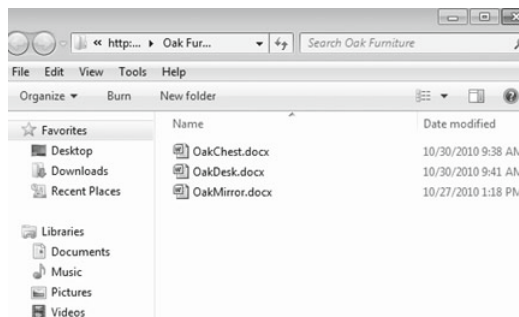 « http:... ▸ Oak Fur... Search Oak Furniture
File Edit View Tools Help
Organize ▾ Burn New folder
Favorites
Desktop
Downloads
Recent Places
Libraries
Documents
Music
Pictures
Videos
Name Date modified
OakChest.docx 10/30/2010 9:38 AM
OakDesk.docx 10/30/2010 9:41 AM
OakMirror.docx 10/27/2010 1:18 PM